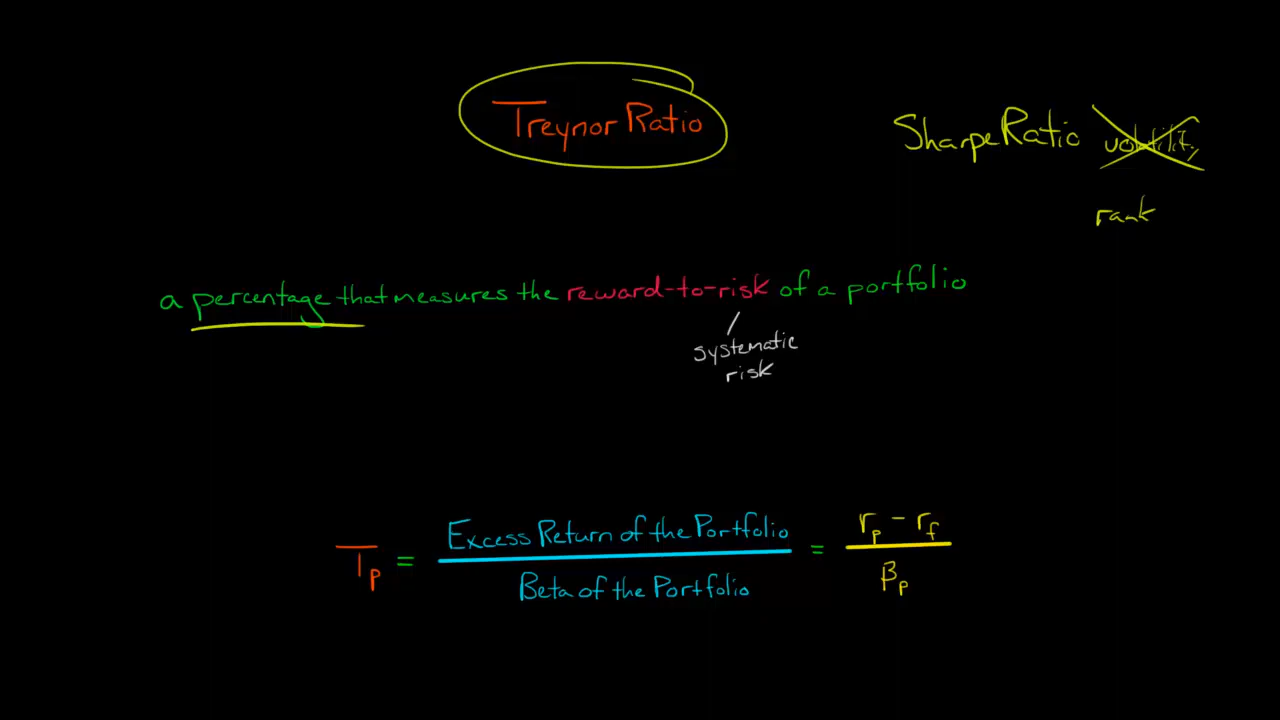 Treynor Ratio
Sharpe Ratio volatility
rank
a percentage that measures the reward-to-risk of a portfolio
systematic
risk
Tp = Excess Return of the Portfolio / Beta of the Portfolio = rp - rf / βp